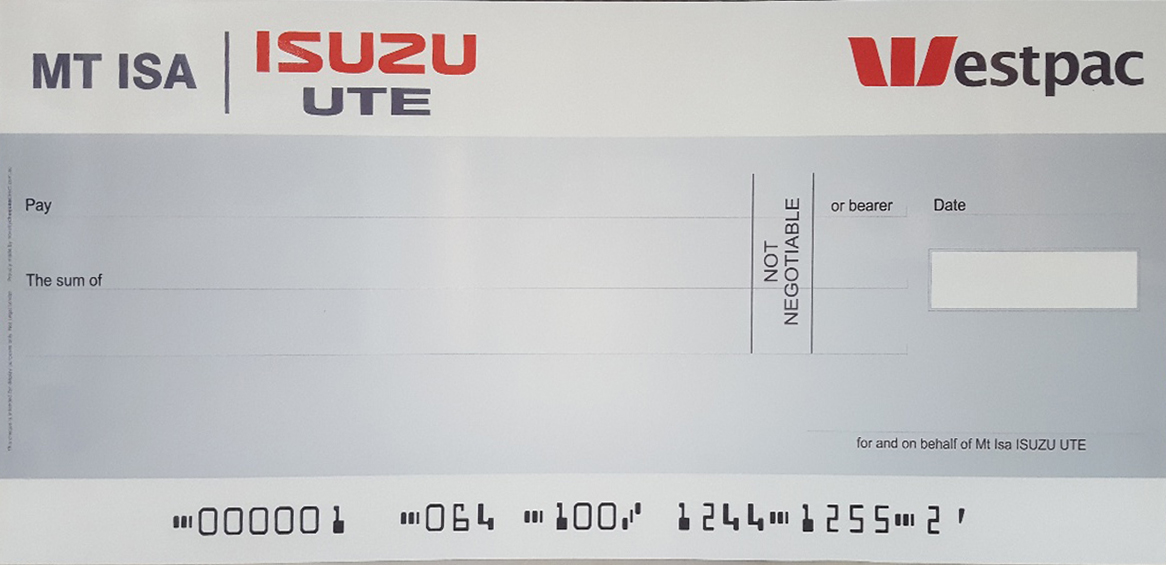 MT ISA
ISUZU
UTE
Westpac
Pay
or bearer
Date
NOT
NEGOTIABLE
The sum of
for and on behalf of Mt Isa ISUZU UTE
000001 064 100 1244 1255 2